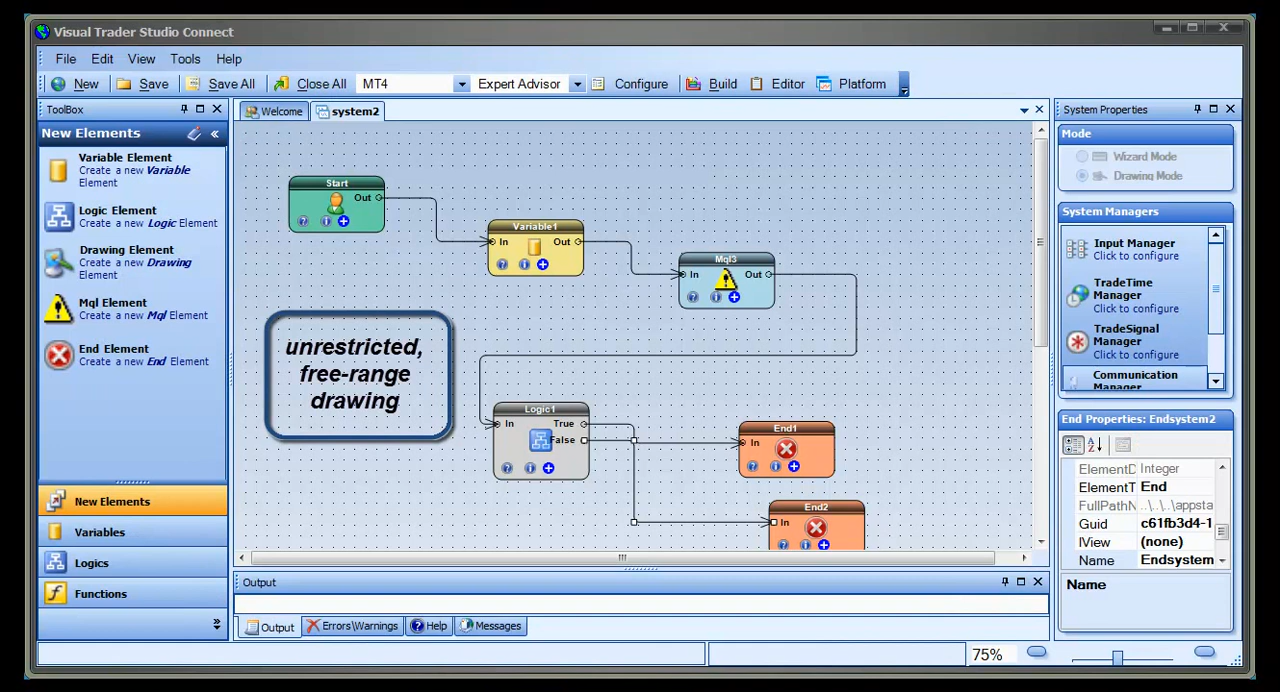 Visual Trader Studio Connect
File Edit View Tools Help
New Save Save All Close All MT4 Expert Advisor Configure Build Editor Platform
ToolBox
New Elements
Variable Element
Create a new Variable
Element
Logic Element
Create a new Logic Element
Drawing Element
Create a new Drawing
Element
Mql Element
Create a new Mql Element
End Element
Create a new End Element
New Elements
Variables
Logics
Functions
Welcome system2
Start
Out
Variable1
In Out
Mql3
In Out
unrestricted,
free-range
drawing
Logic1
In True
False
End1
In
End2
In
Output
Output Errors\Warnings Help Messages
System Properties
Mode
Wizard Mode
Drawing Mode
System Managers
Input Manager
Click to configure
TradeTime
Manager
Click to configure
TradeSignal
Manager
Click to configure
Communication
Manager
End Properties: Endsystem2
ElementD Integer
ElementT End
FullPathN ..\..\..\appsta
Guid c61fb3d4-1
IView (none)
Name Endsystem
Name
75%